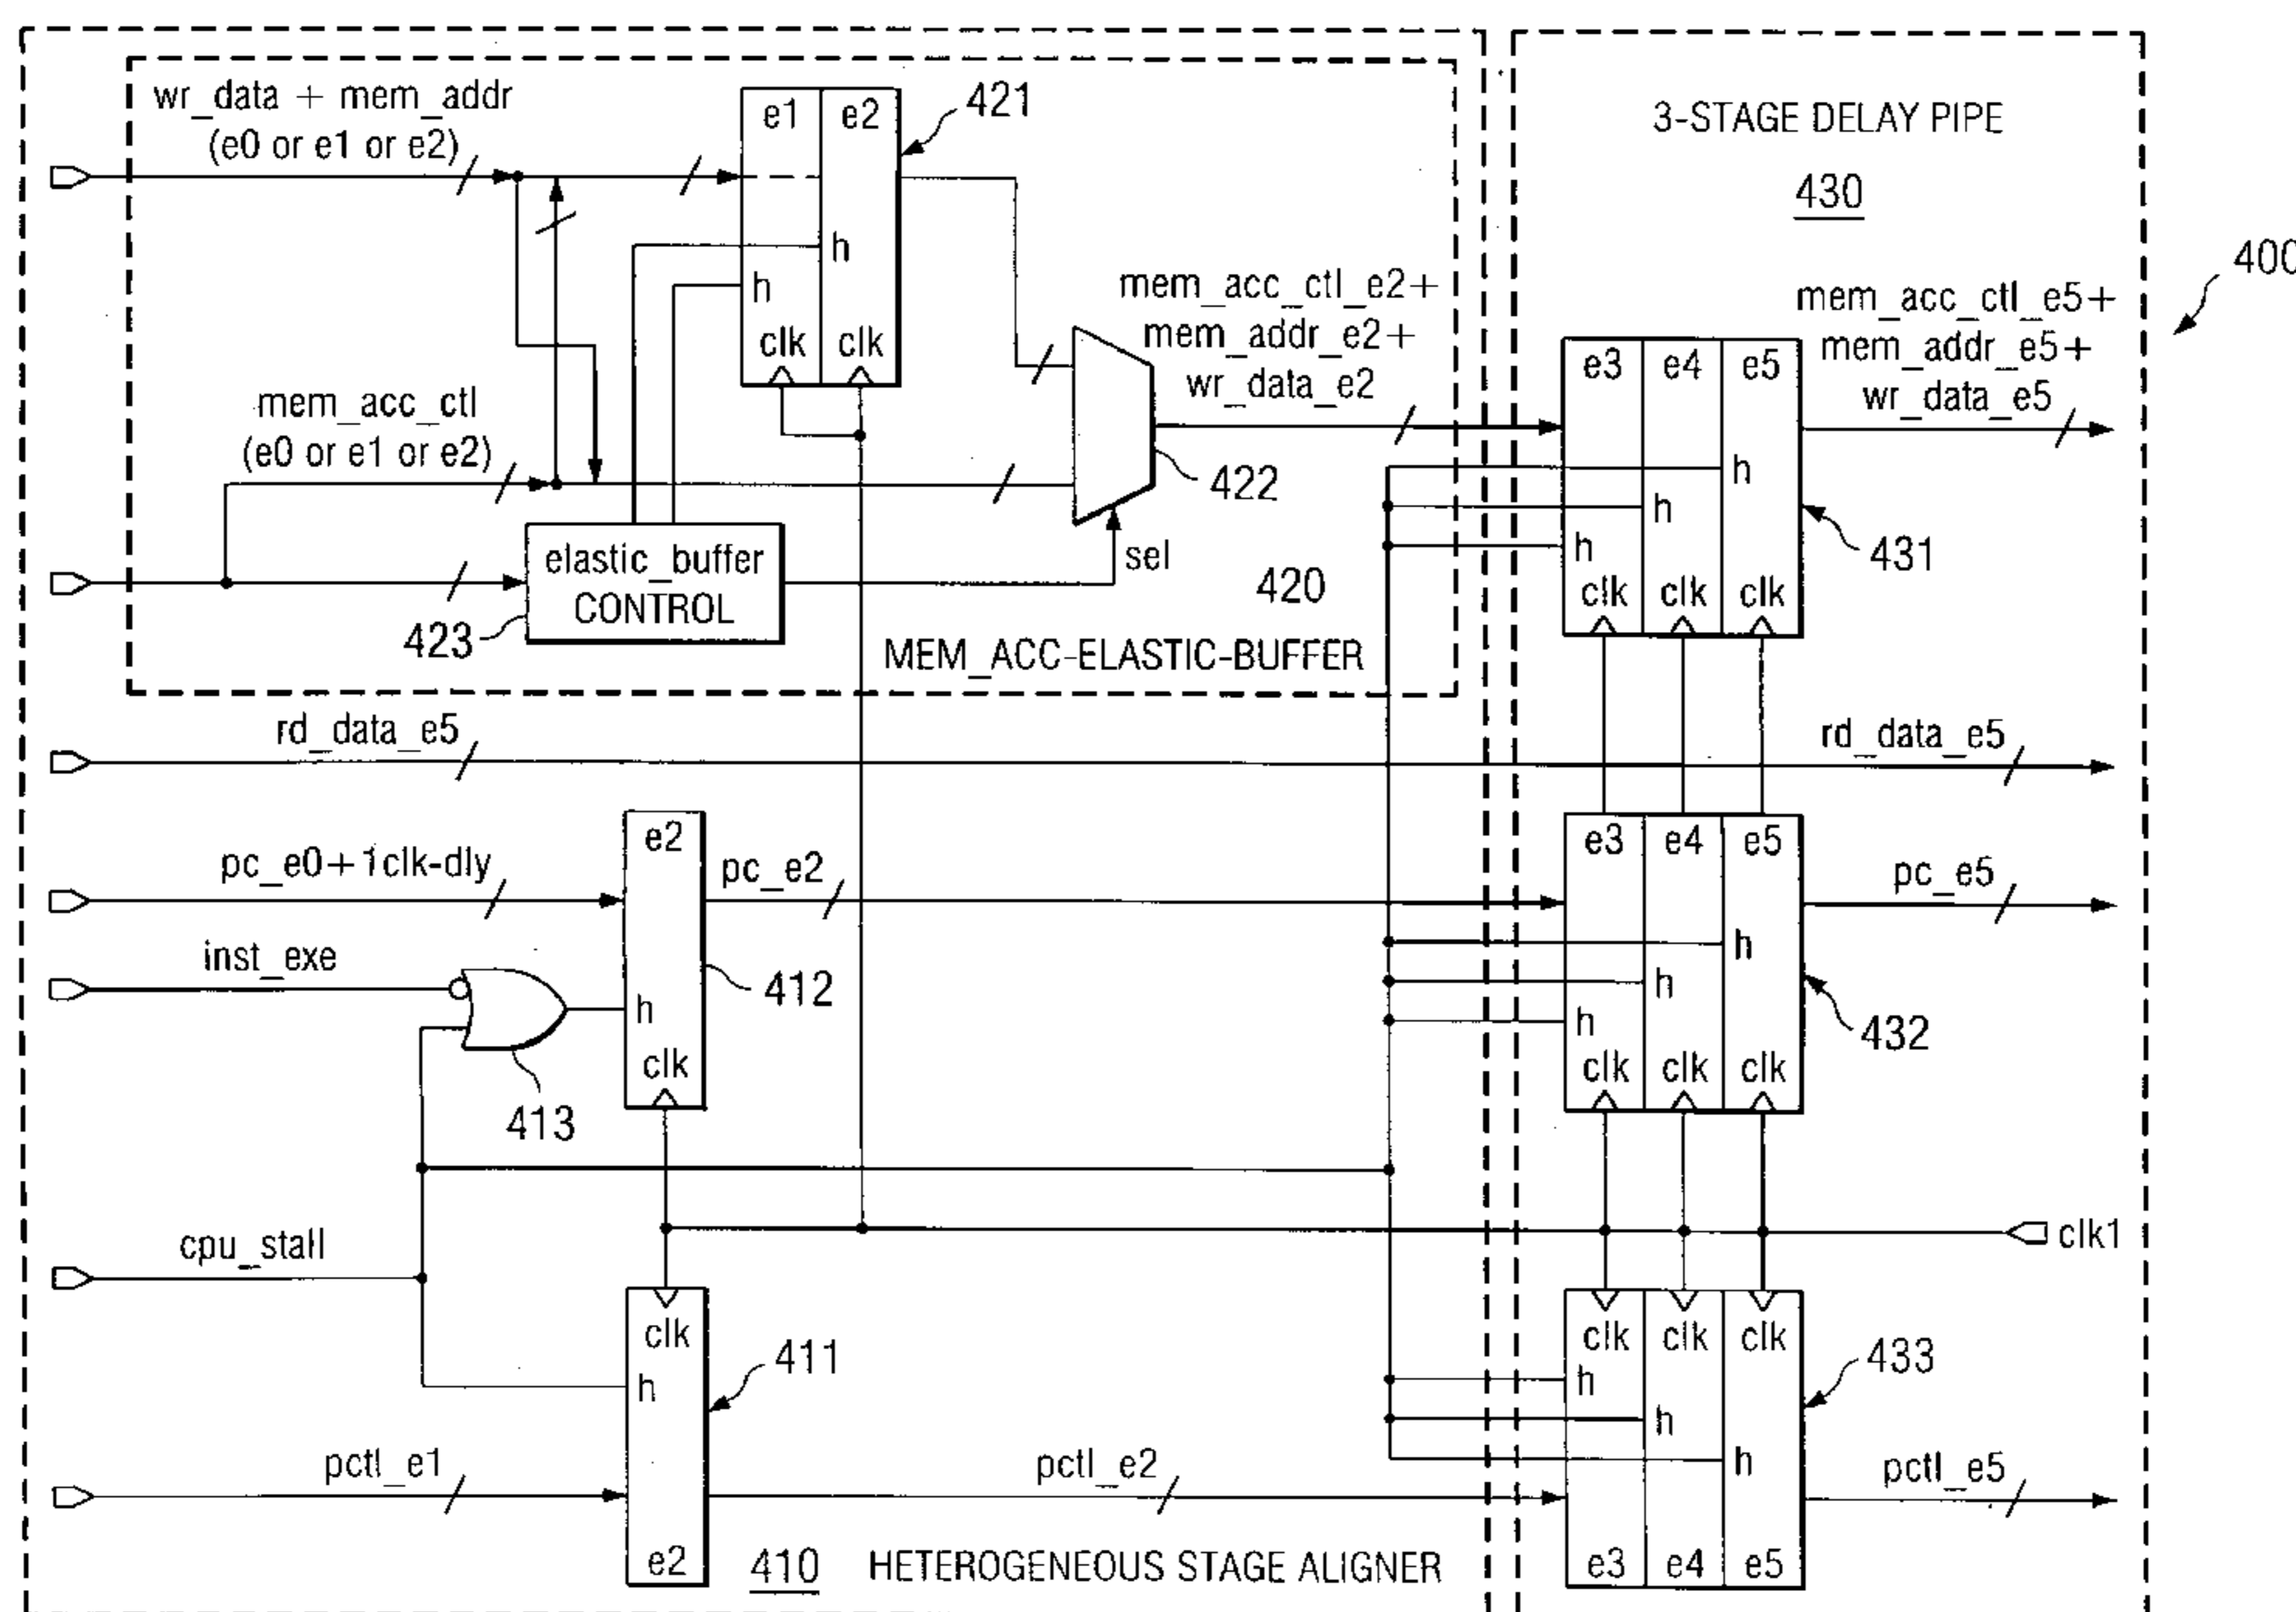 wr_data + mem_addr
(e0 or e1 or e2)
e1 e2
421
h
h
clk clk
mem_acc_ctl
(e0 or e1 or e2)
elastic_buffer
CONTROL
423
sel
422
mem_acc_ctl_e2+
mem_addr_e2+
wr_data_e2
420
MEM_ACC-ELASTIC-BUFFER
3-STAGE DELAY PIPE
430
400
mem_acc_ctl_e5+
mem_addr_e5+
wr_data_e5
e3 e4 e5
h
h
h
clk clk clk
431
rd_data_e5
rd_data_e5
pc_e0+1clk-dly
e2
pc_e2
h
clk
412
inst_exe
413
e3 e4 e5
h
h
h
clk clk clk
432
pc_e5
cpu_stall
clk1
clk
h
e2
411
pctl_e1
pctl_e2
clk clk clk
h
h
h
e3 e4 e5
433
pctl_e5
410 HETEROGENEOUS STAGE ALIGNER